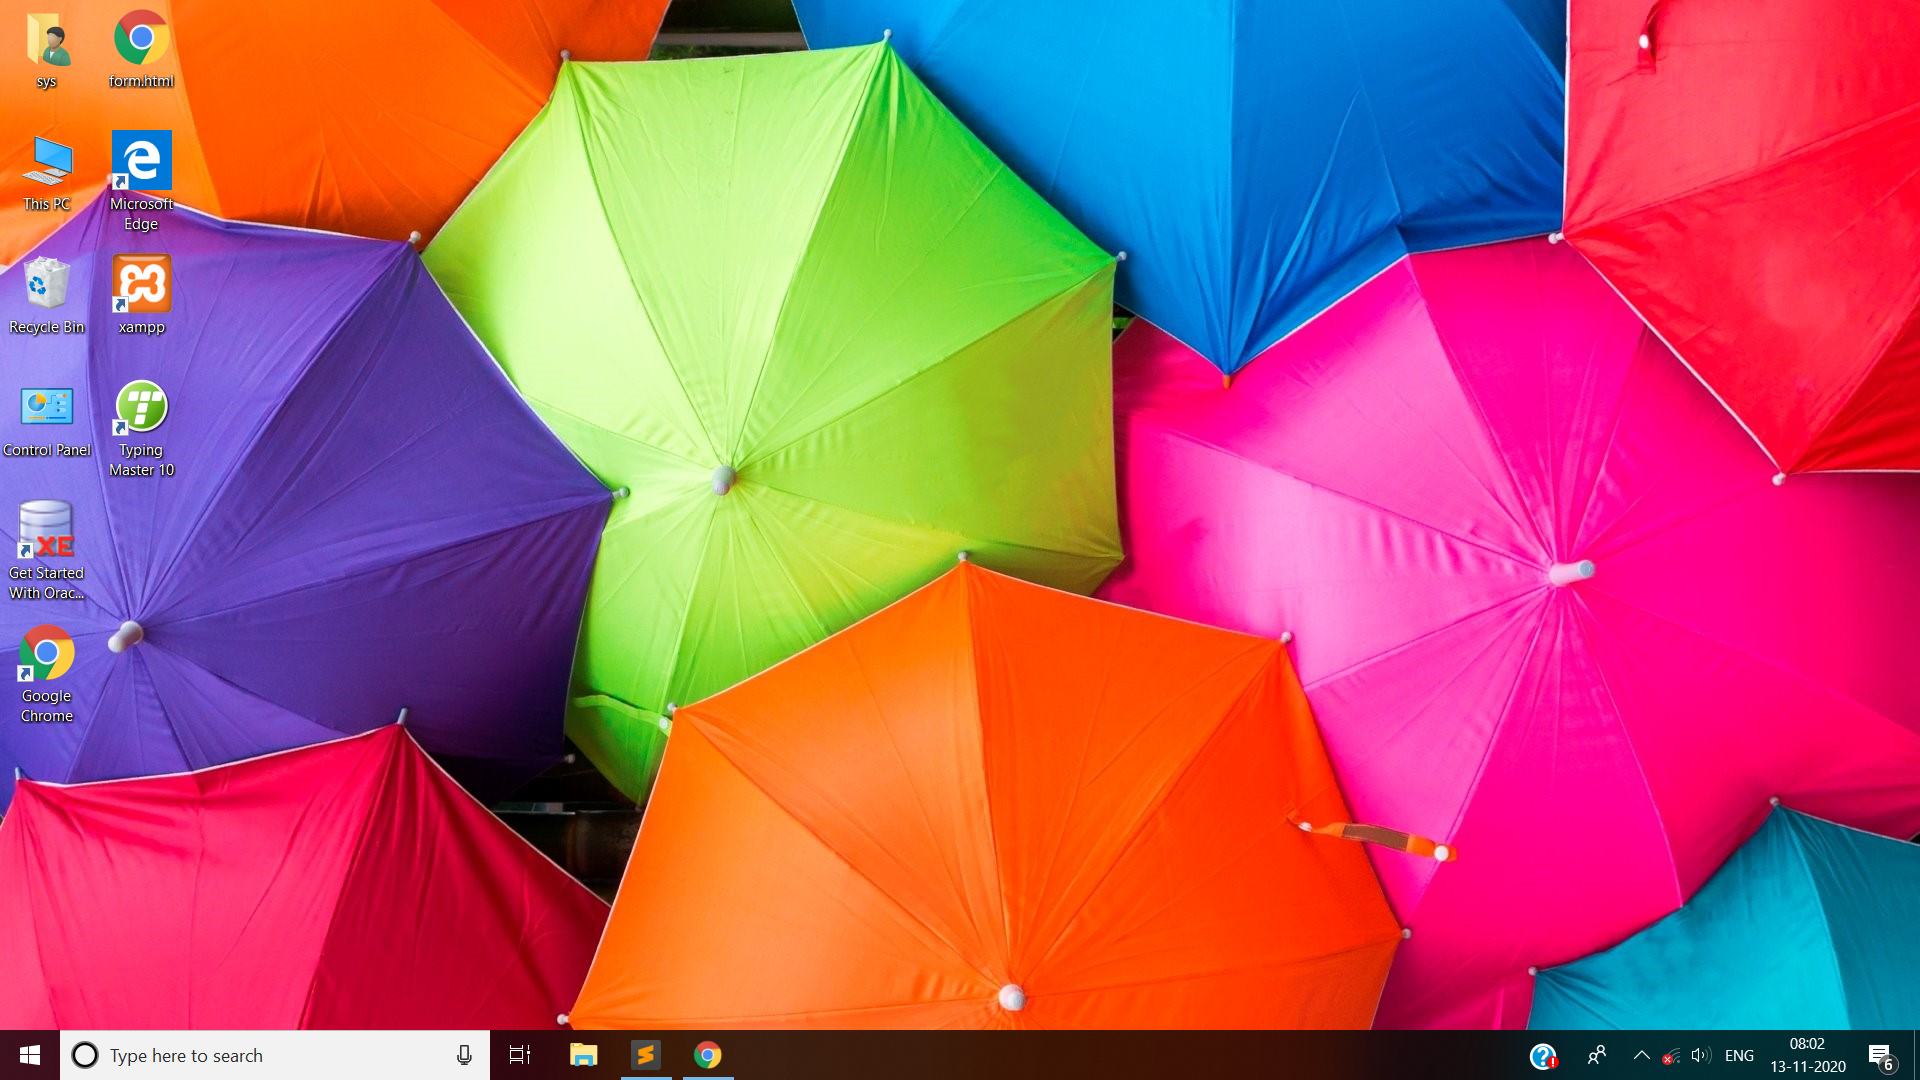 sys
form.html
This PC
Microsoft
Edge
Recycle Bin
xampp
Control Panel
Typing
Master 10
XE
Get Started
With Orac...
Google
Chrome
Type here to search
ENG
08:02
13-11-2020
6